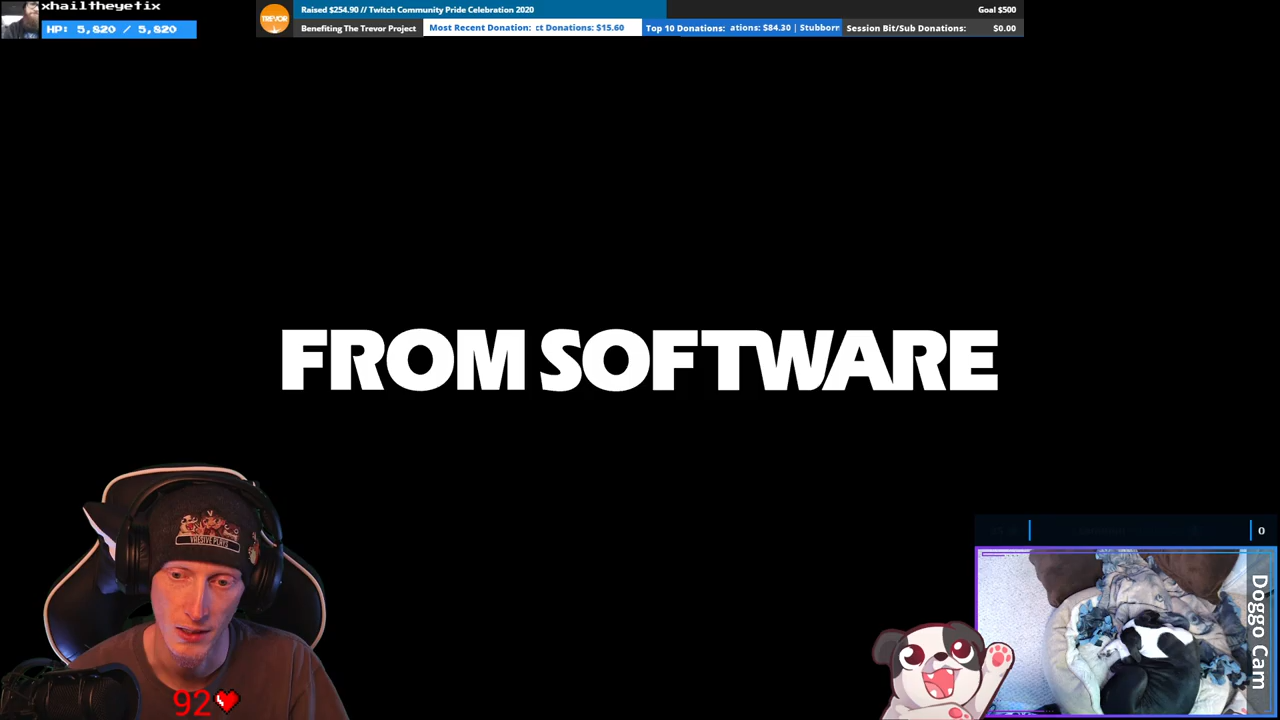 xhailtheyetix
HP: 5,820 / 5,820
TREVOR
Raised $254.90 // Twitch Community Pride Celebration 2020
Goal $500
Benefiting The Trevor Project
Most Recent Donation: ct Donations: $15.60
Top 10 Donations: ations: $84.30 | Stubborn
Session Bit/Sub Donations: $0.00
FROM SOFTWARE
0
Doggo Cam
92